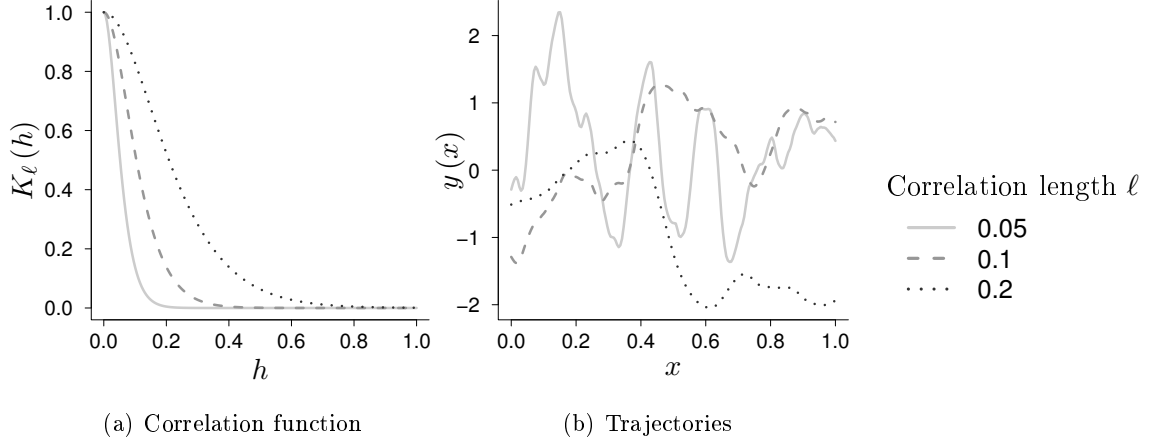 1.0
0.8
0.6
0.4
0.2
0.0
K_ℓ(h)
0.0 0.2 0.4 0.6 0.8 1.0
h
(a) Correlation function
2
1
0
−1
−2
y(x)
0.0 0.2 0.4 0.6 0.8 1.0
x
(b) Trajectories
Correlation length ℓ
0.05
0.1
0.2